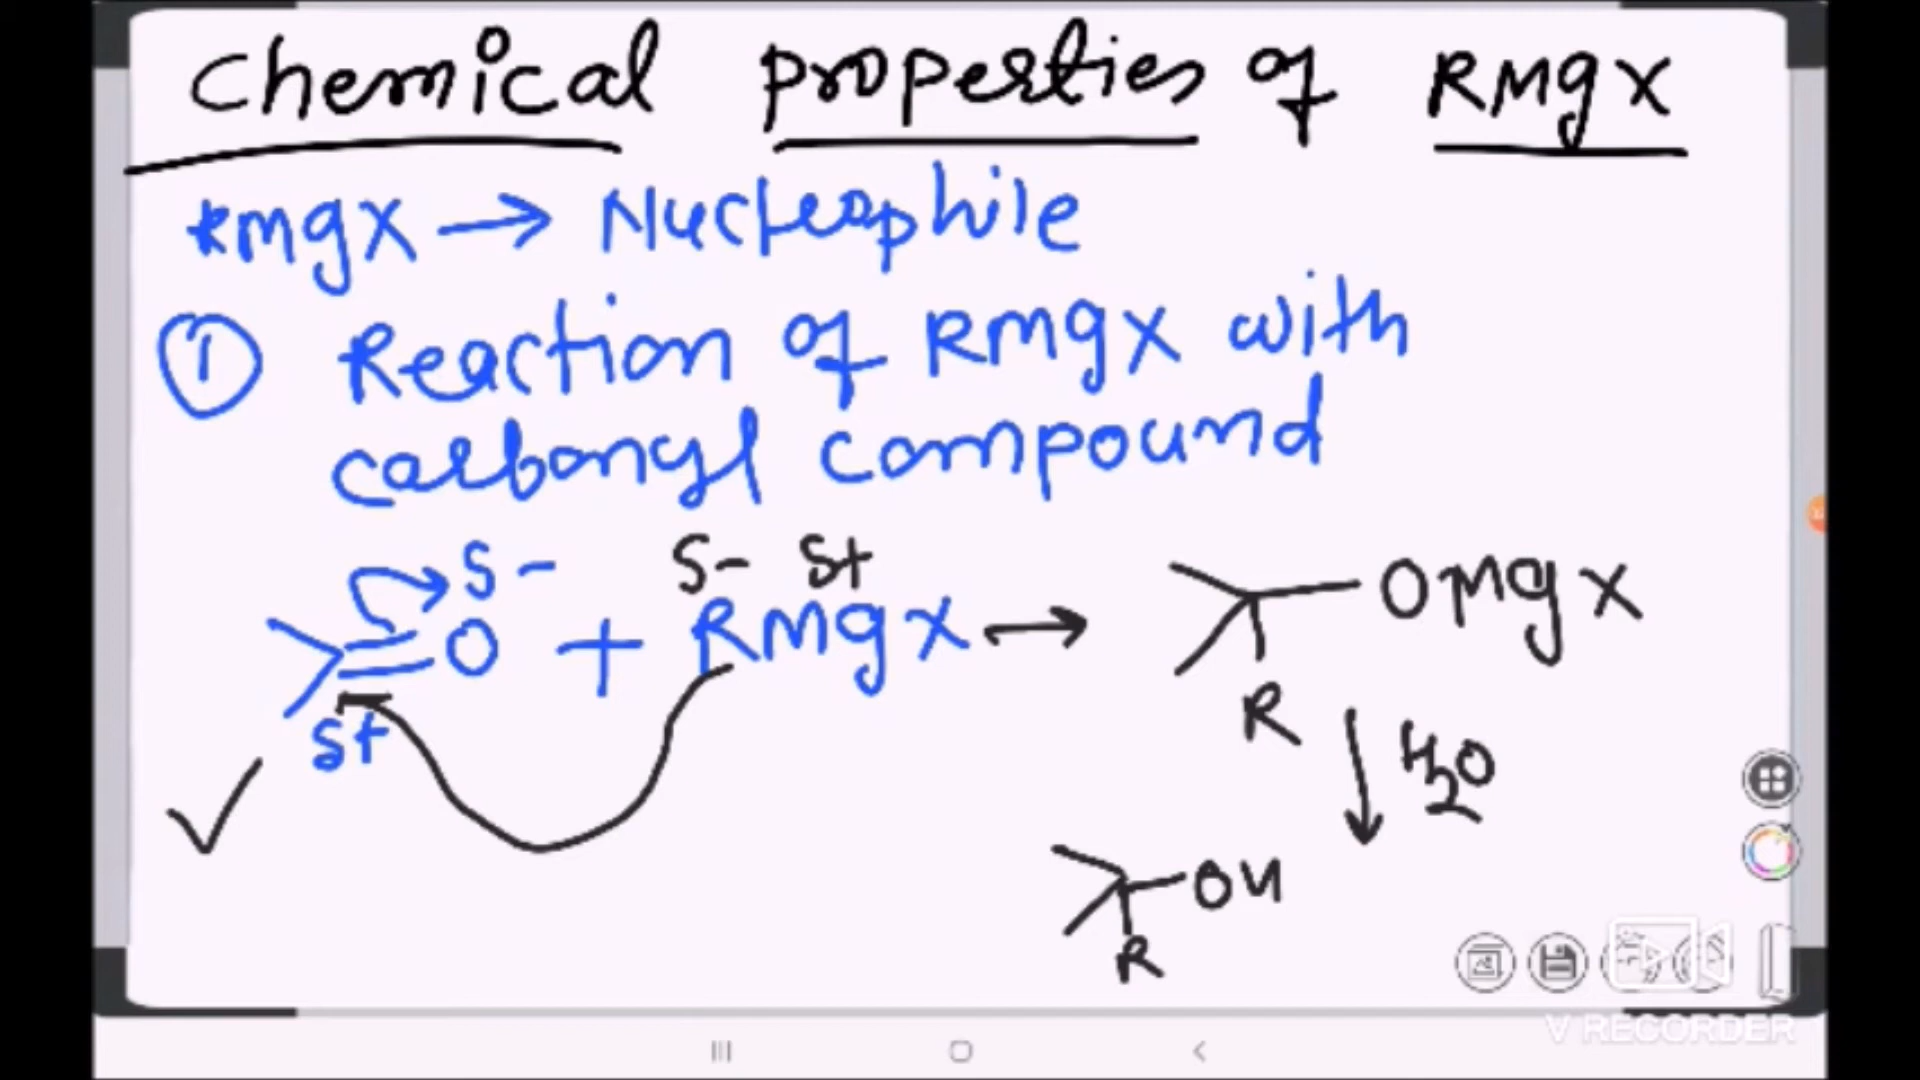 Chemical properties of RMgX
RMgX → Nucleophile
① Reaction of RMgX with
carbonyl compound
δ- δ- δ+
=O + RMgX → OMgX
δ+
R
H2O
OH
R
V RECORDER